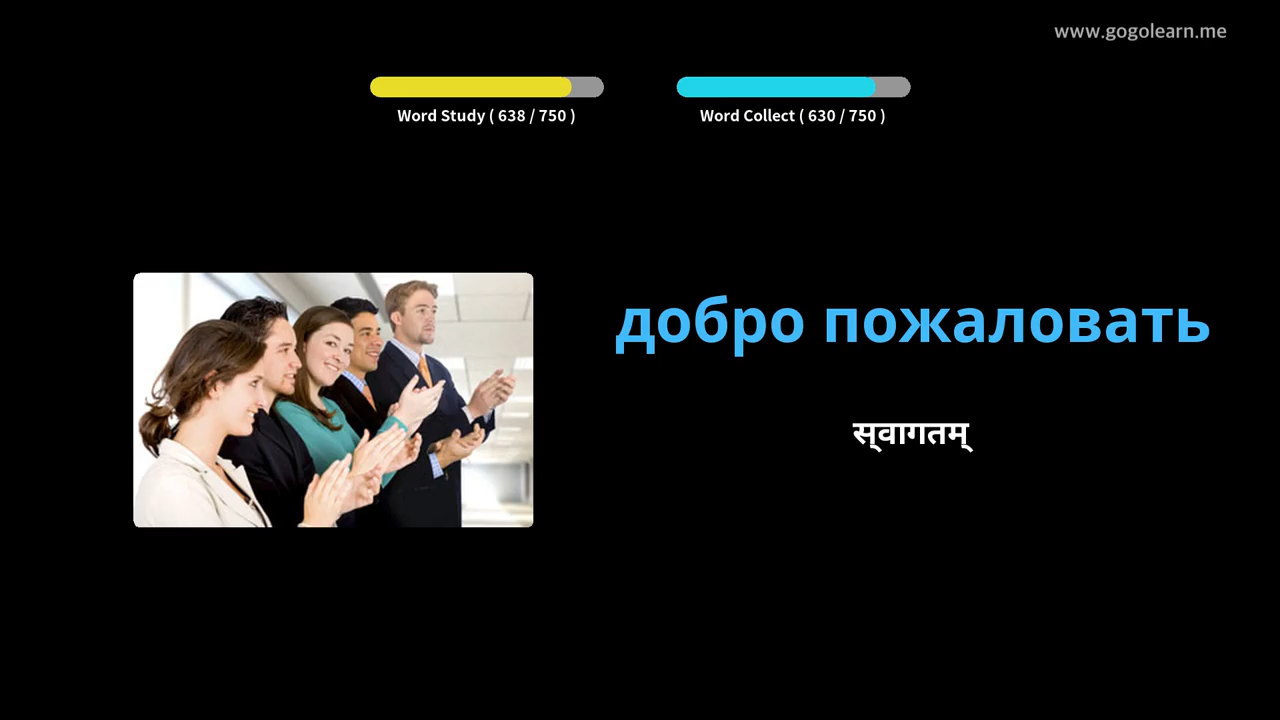 www.gogolearn.me
Word Study ( 638 / 750 )
Word Collect ( 630 / 750 )
добро пожаловать
स्वागतम्